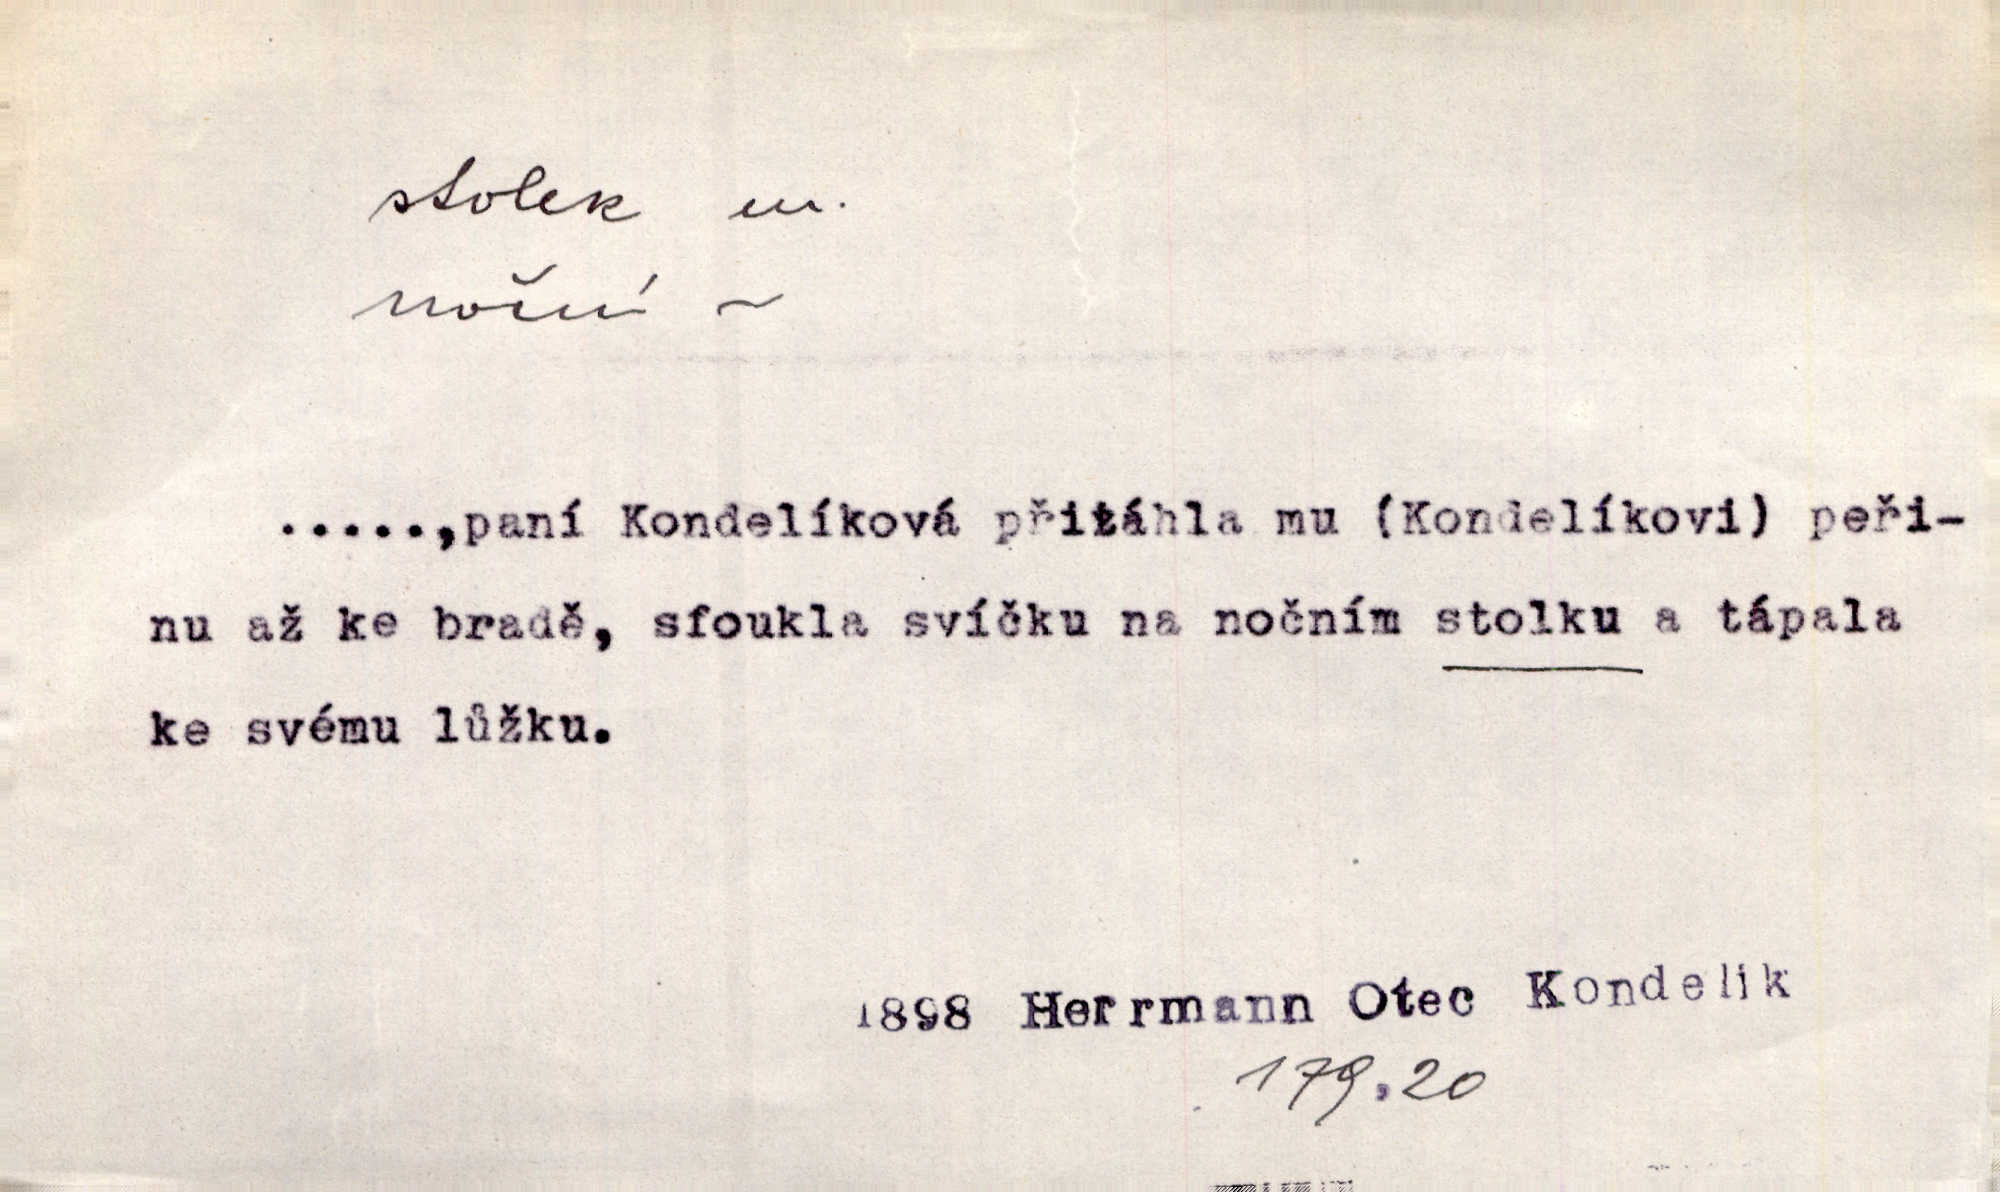 stolek m.
noční ~
.....,paní Kondelíková přitáhla mu (Kondelíkovi) peři-
nu až ke bradě, sfoukla svíčku na nočním stolku a tápala
ke svému lůžku.
1898 Herrmann Otec Kondelik
179,20